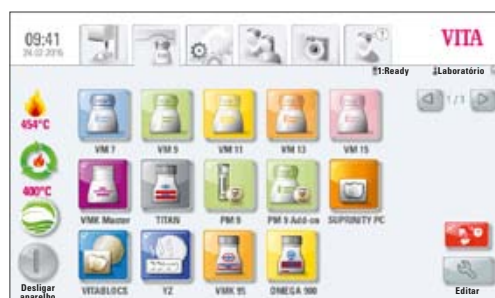 09:41
24.02.2016
VITA
1:Ready
Laboratório
454°C
1/1
VM 7
VM 9
VM 11
VM 13
VM 15
400°C
VMK Master
TITAN
PM 9
PM 9 Add-on
SUPRINITY PC
Desligar
aparelho
VITABLOCS
YZ
VMK 95
OMEGA 900
Editar